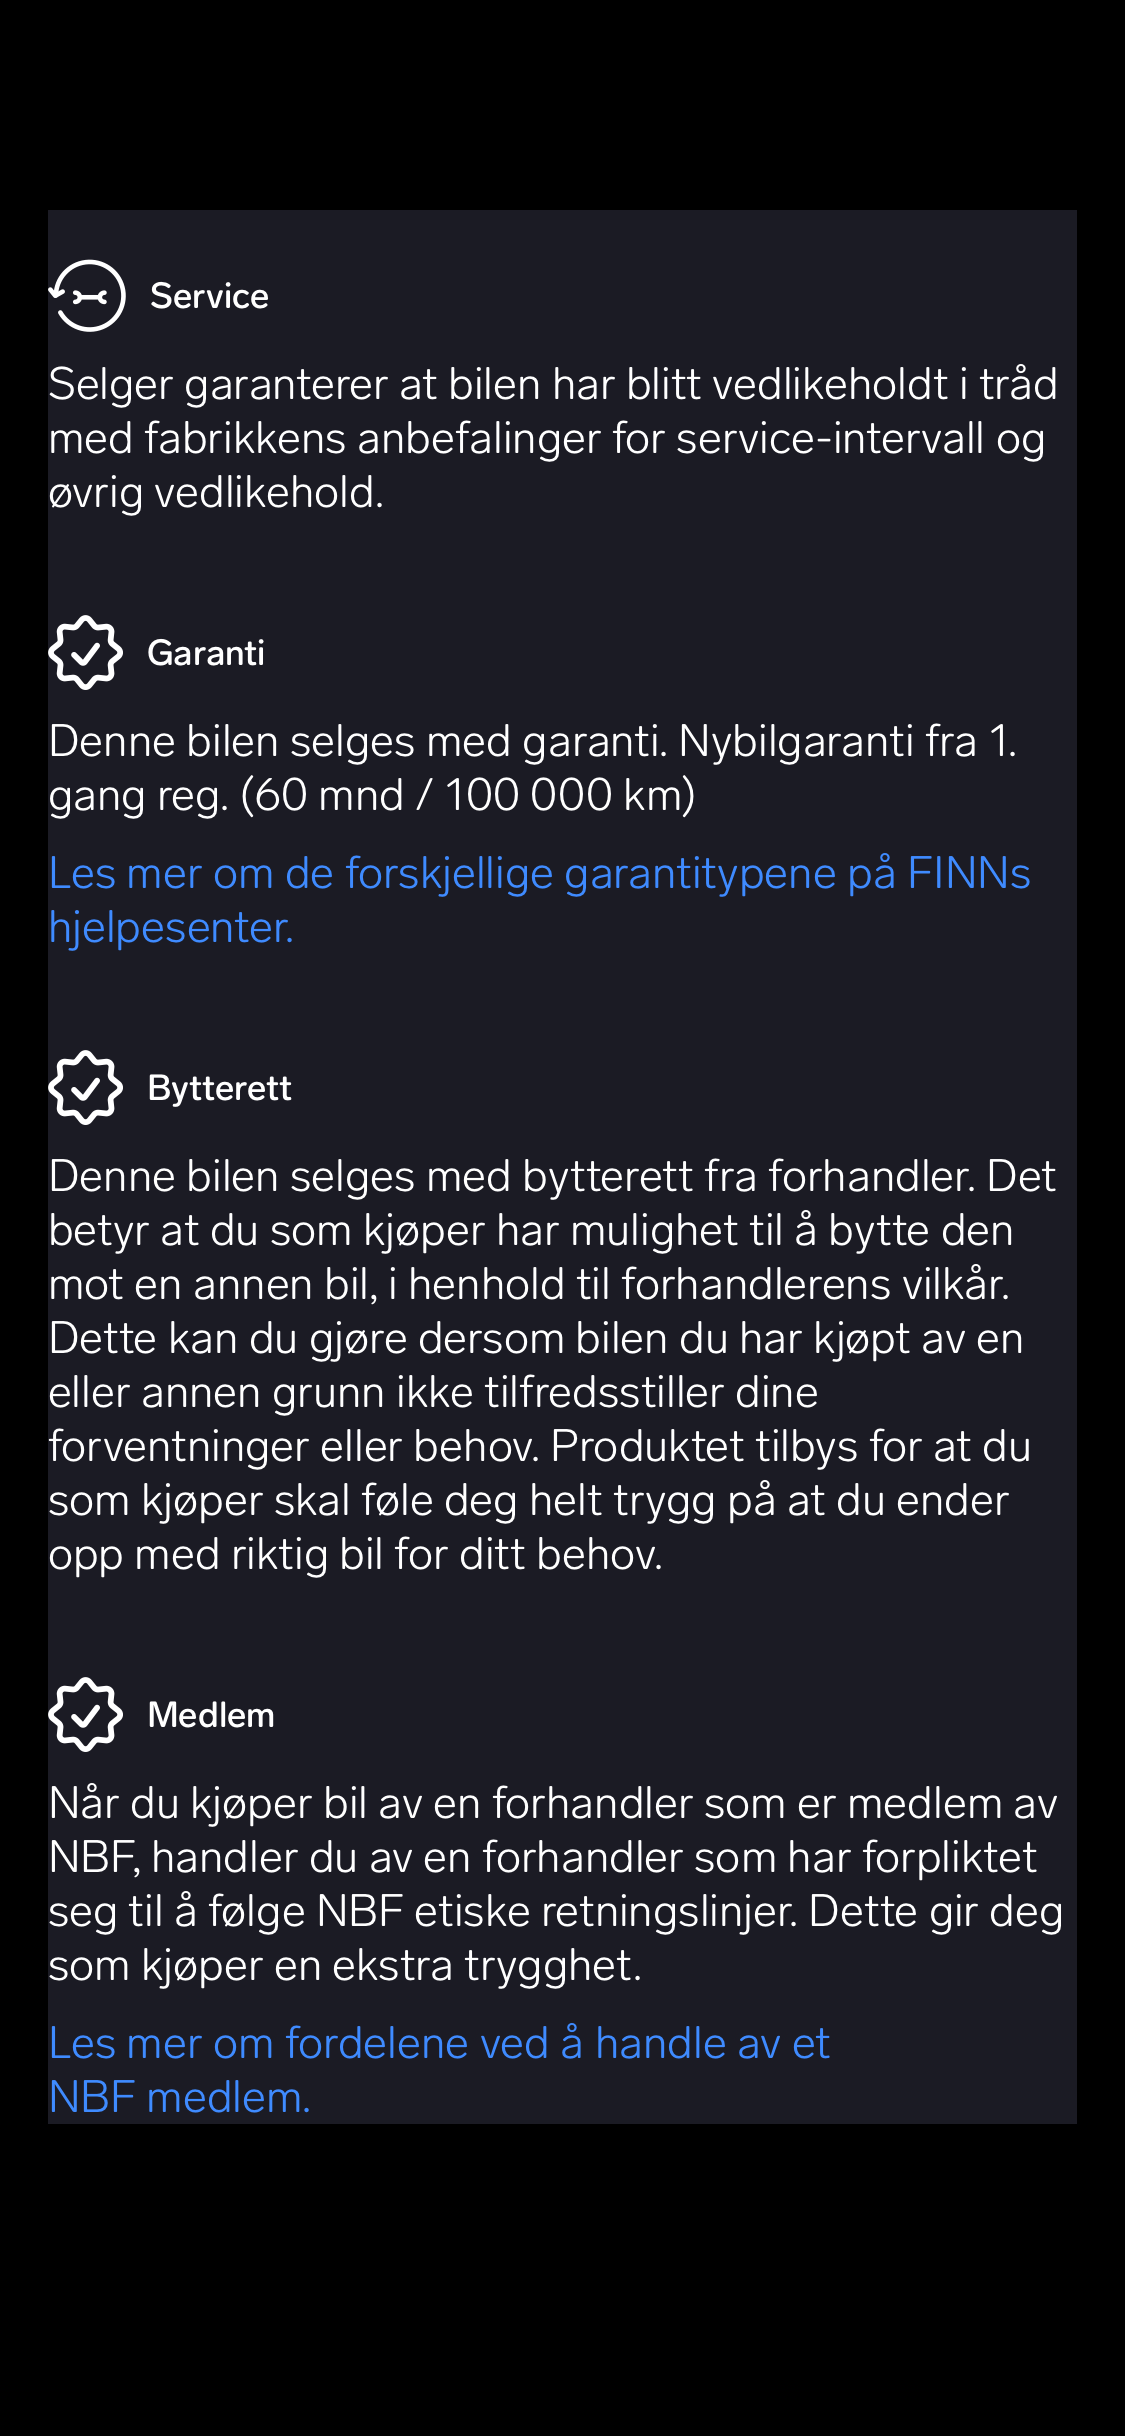 Service
Selger garanterer at bilen har blitt vedlikeholdt i tråd
med fabrikkens anbefalinger for service-intervall og
øvrig vedlikehold.
Garanti
Denne bilen selges med garanti. Nybilgaranti fra 1.
gang reg. (60 mnd / 100 000 km)
Les mer om de forskjellige garantitypene på FINNs
hjelpesenter.
Bytterett
Denne bilen selges med bytterett fra forhandler. Det
betyr at du som kjøper har mulighet til å bytte den
mot en annen bil, i henhold til forhandlerens vilkår.
Dette kan du gjøre dersom bilen du har kjøpt av en
eller annen grunn ikke tilfredsstiller dine
forventninger eller behov. Produktet tilbys for at du
som kjøper skal føle deg helt trygg på at du ender
opp med riktig bil for ditt behov.
Medlem
Når du kjøper bil av en forhandler som er medlem av
NBF, handler du av en forhandler som har forpliktet
seg til å følge NBF etiske retningslinjer. Dette gir deg
som kjøper en ekstra trygghet.
Les mer om fordelene ved å handle av et
NBF medlem.